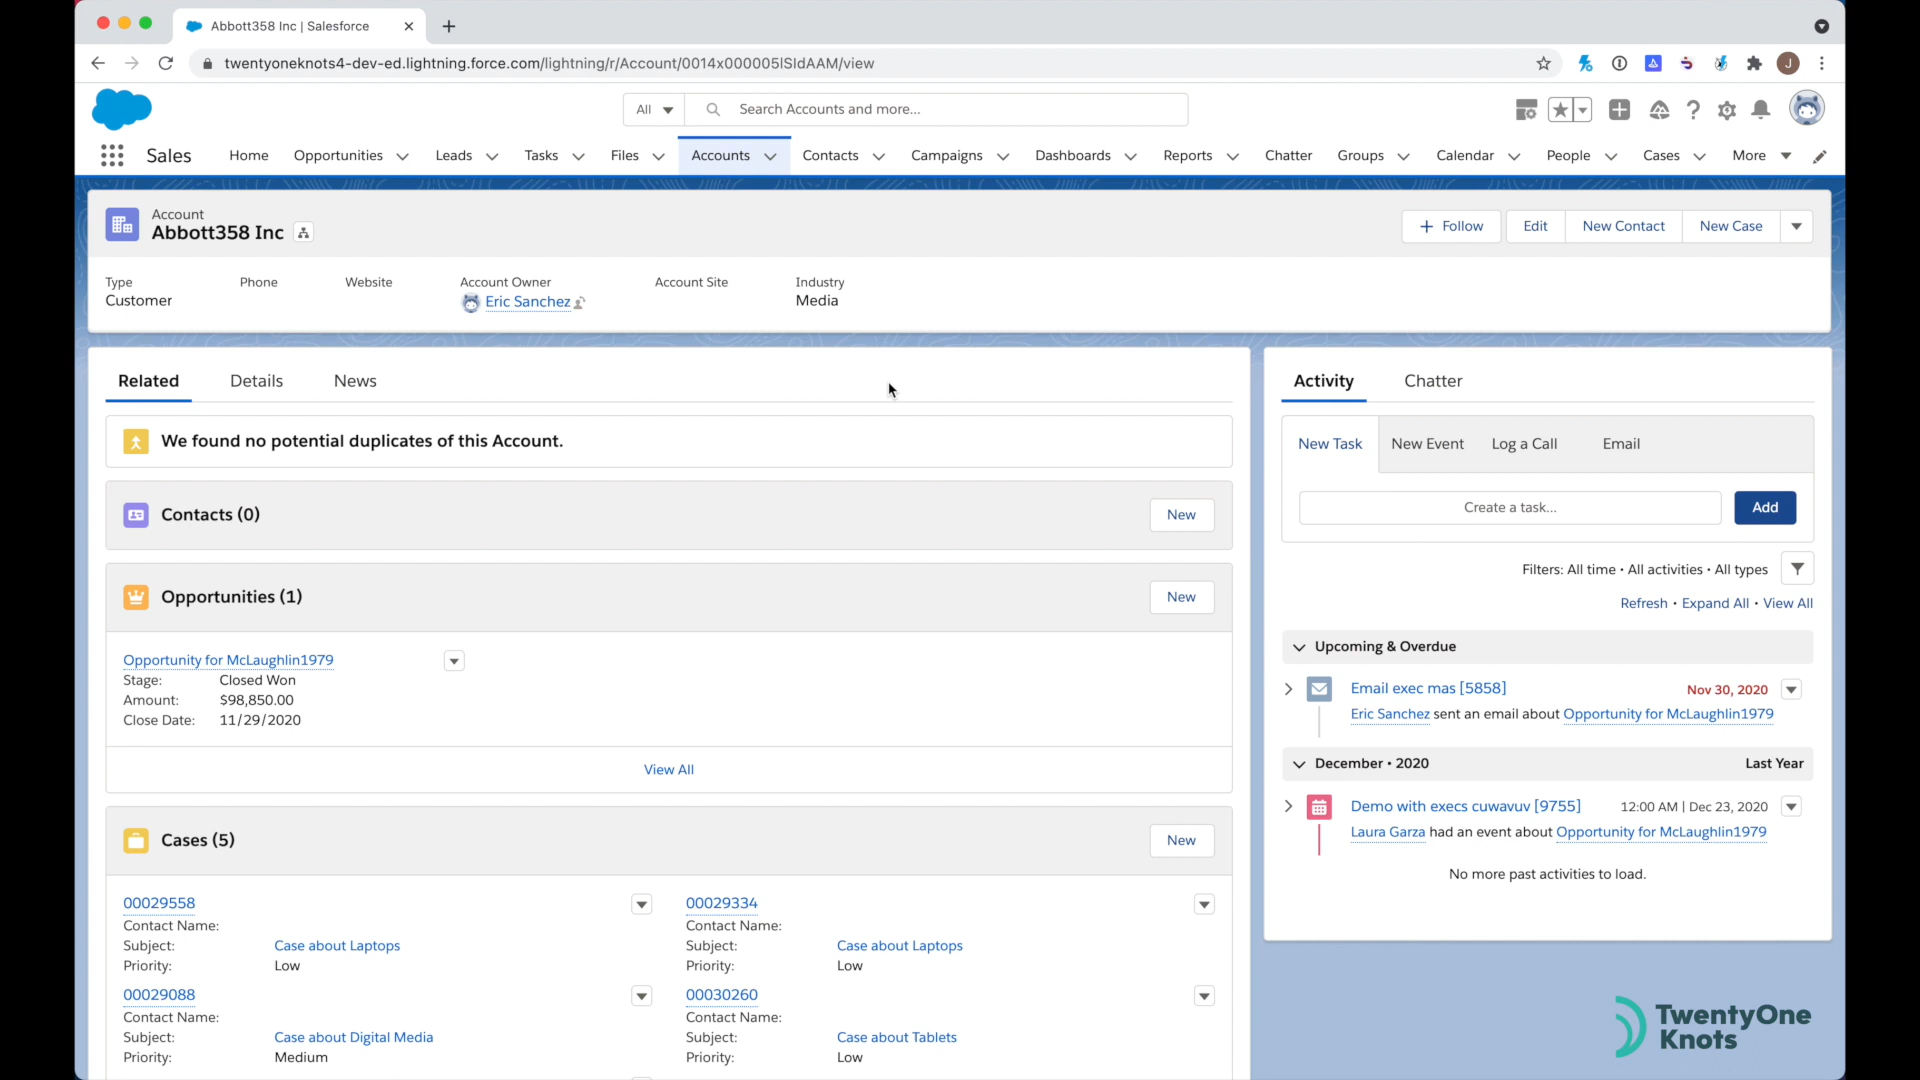 Abbott358 Inc | Salesforce
twentyoneknots4-dev-ed.lightning.force.com/lightning/r/Account/0014x000005lSIdAAM/view
J
All
Search Accounts and more...
Sales
Home
Opportunities
Leads
Tasks
Files
Accounts
Contacts
Campaigns
Dashboards
Reports
Chatter
Groups
Calendar
People
Cases
More
Account
Abbott358 Inc
Follow
Edit
New Contact
New Case
Type
Customer
Phone
Website
Account Owner
Eric Sanchez
Account Site
Industry
Media
Related
Details
News
We found no potential duplicates of this Account.
Contacts (0)
New
Opportunities (1)
New
Opportunity for McLaughlin1979
Stage: Closed Won
Amount: $98,850.00
Close Date: 11/29/2020
View All
Cases (5)
New
00029558
Contact Name:
Subject: Case about Laptops
Priority: Low
00029334
Contact Name:
Subject: Case about Laptops
Priority: Low
00029088
Contact Name:
Subject: Case about Digital Media
Priority: Medium
00030260
Contact Name:
Subject: Case about Tablets
Priority: Low
Activity
Chatter
New Task
New Event
Log a Call
Email
Create a task...
Add
Filters: All time • All activities • All types
Refresh • Expand All • View All
Upcoming & Overdue
Email exec mas [5858]
Nov 30, 2020
Eric Sanchez sent an email about Opportunity for McLaughlin1979
December • 2020
Last Year
Demo with execs cuwavuv [9755]
12:00 AM | Dec 23, 2020
Laura Garza had an event about Opportunity for McLaughlin1979
No more past activities to load.
TwentyOne
Knots